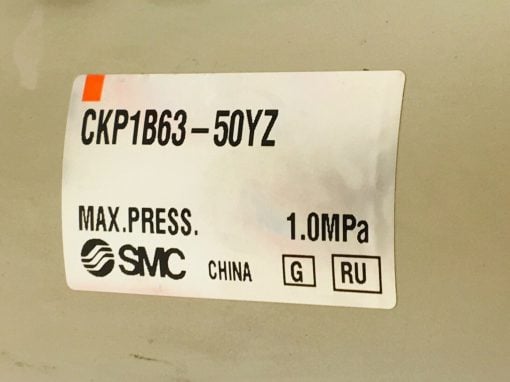 CKP1B63-50YZ
MAX.PRESS. 1.0MPa
SMC CHINA G RU